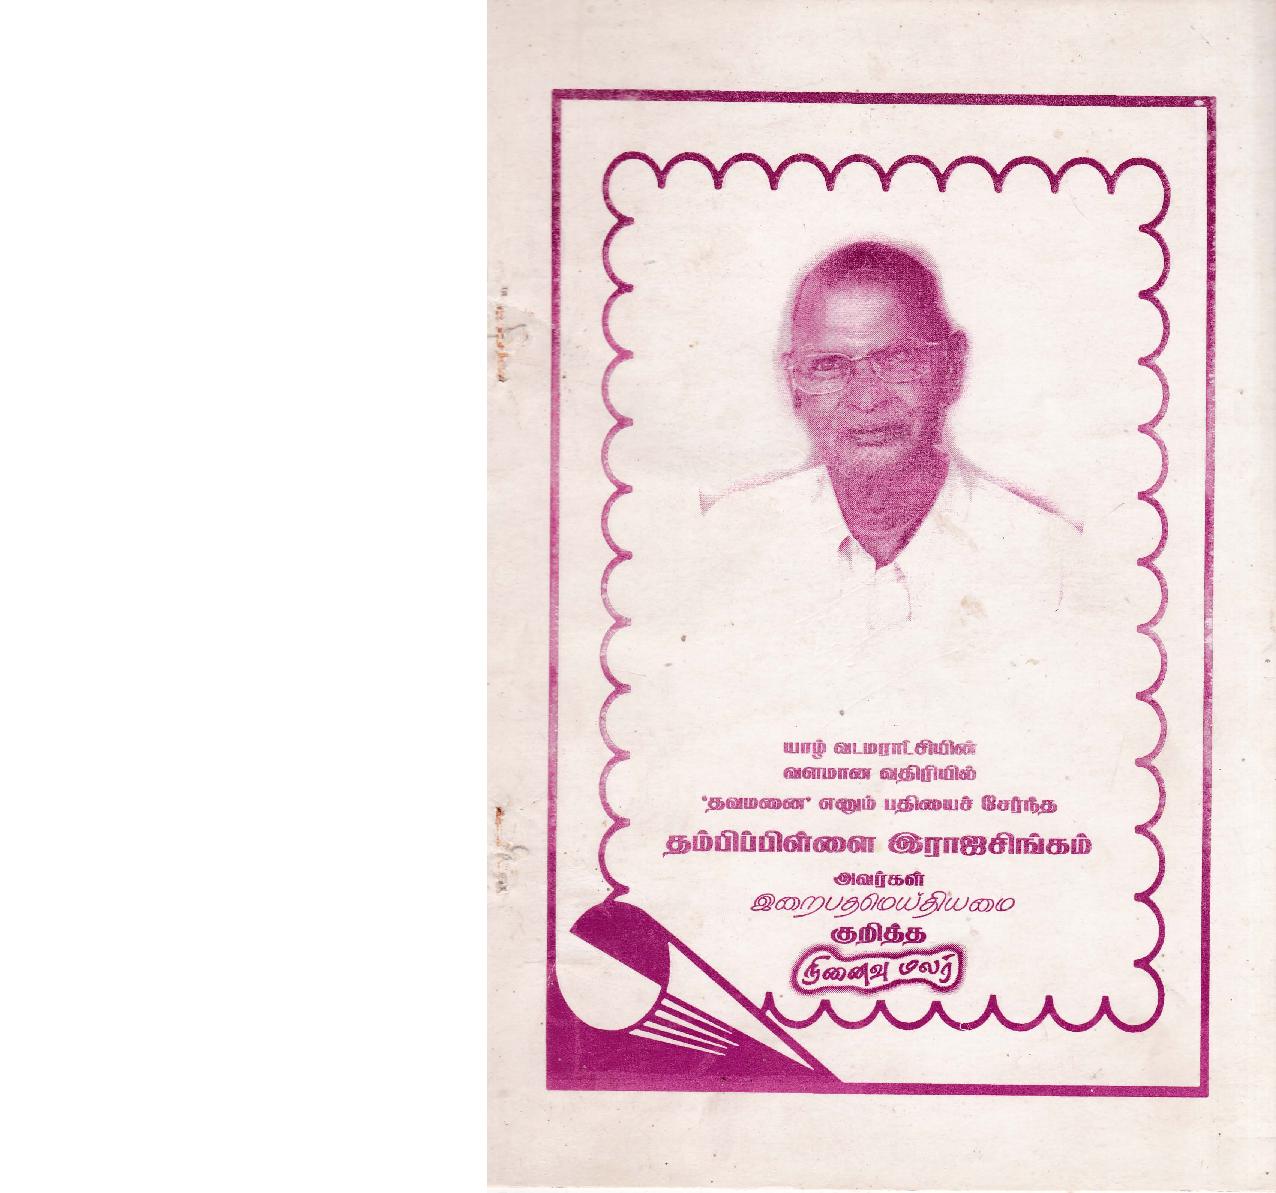 யாழ் வடமராட்சியின்
வளமான வதிரியில்
'தவமனை' எனும் பதியைச் சேர்ந்த
தம்பிப்பிள்ளை இராஜசிங்கம்
அவர்கள்
இறைபதமெய்தியமை
குறித்த
நினைவு மலர்